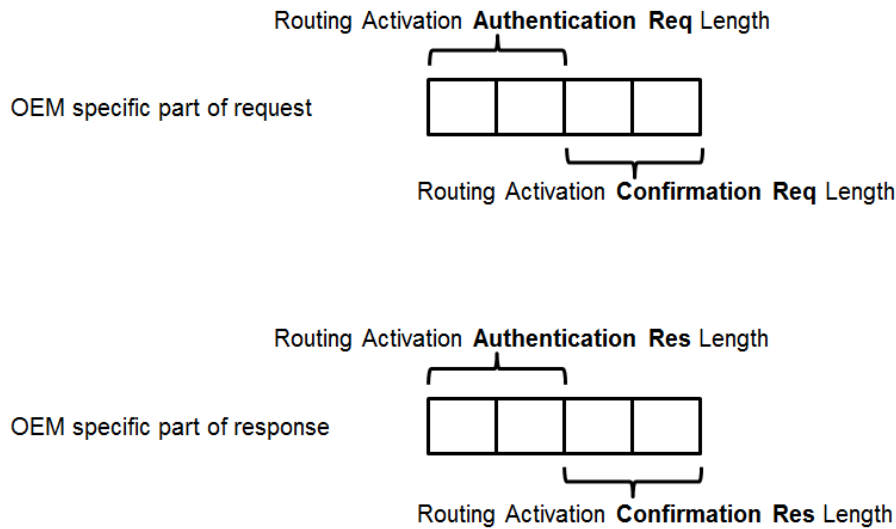 Routing Activation Authentication Req Length
OEM specific part of request
Routing Activation Confirmation Req Length
Routing Activation Authentication Res Length
OEM specific part of response
Routing Activation Confirmation Res Length